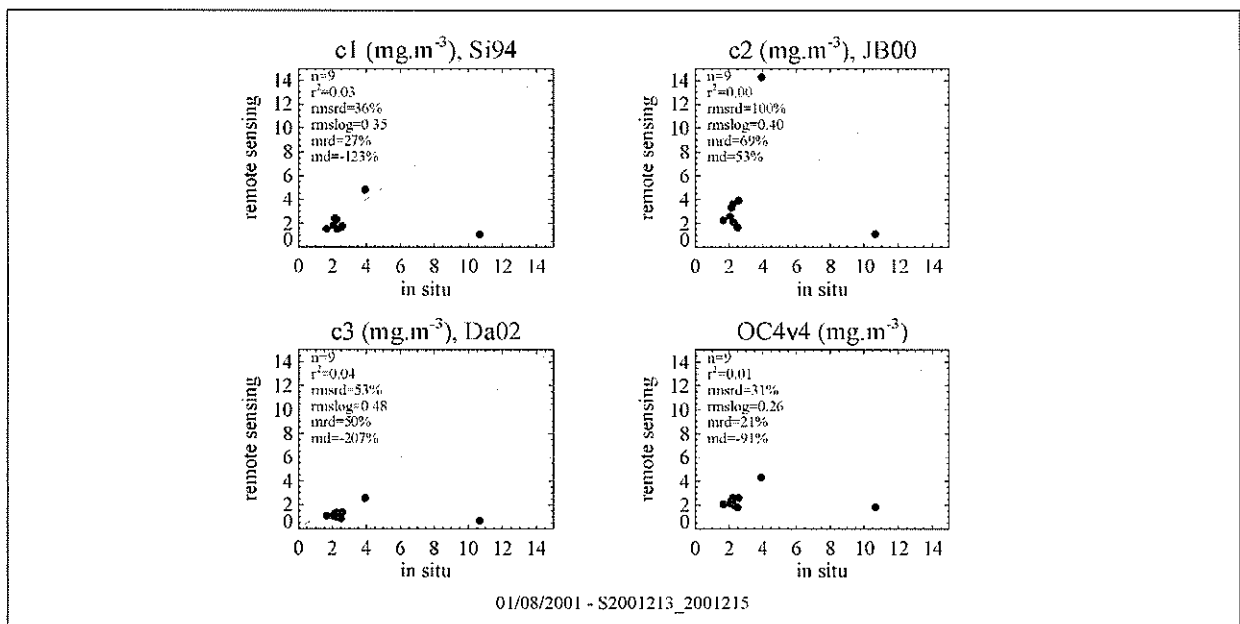 c1 (mg.m-3), Si94
n=9
r2=0.03
rmsrd=36%
rmslog=0.35
mrd=27%
md=-123%
14
12
10
8
6
4
2
0
remote sensing
0 2 4 6 8 10 12 14
in situ
c2 (mg.m-3), JB00
n=9
r2=0.00
rmsrd=100%
rmslog=0.40
mrd=69%
md=53%
14
12
10
8
6
4
2
0
remote sensing
0 2 4 6 8 10 12 14
in situ
c3 (mg.m-3), Da02
n=9
r2=0.04
rmsrd=53%
rmslog=0.48
mrd=50%
md=-207%
14
12
10
8
6
4
2
0
remote sensing
0 2 4 6 8 10 12 14
in situ
OC4v4 (mg.m-3)
n=9
r2=0.01
rmsrd=31%
rmslog=0.26
mrd=21%
md=-91%
14
12
10
8
6
4
2
0
remote sensing
0 2 4 6 8 10 12 14
in situ
01/08/2001 - S2001213_2001215